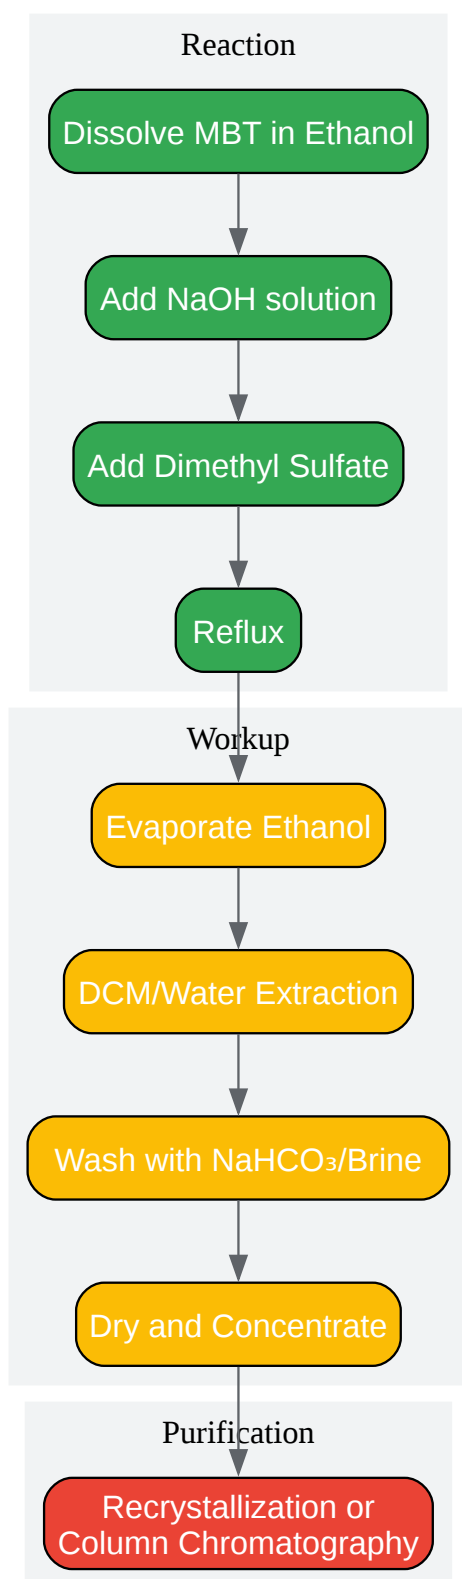 Reaction
Dissolve MBT in Ethanol
Add NaOH solution
Add Dimethyl Sulfate
Reflux
Workup
Evaporate Ethanol
DCM/Water Extraction
Wash with NaHCO₃/Brine
Dry and Concentrate
Purification
Recrystallization or
Column Chromatography